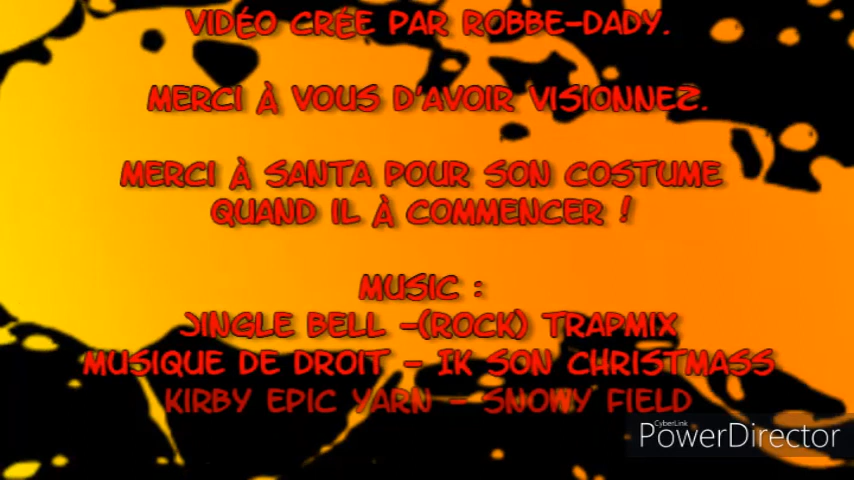 VIDÉO CRÉE PAR ROBBE-DADY.
MERCI À VOUS D'AVOIR VISIONNEZ.
MERCI À SANTA POUR SON COSTUME
QUAND IL À COMMENCER !
MUSIC :
JINGLE BELL -(ROCK) TRAPMIX
MUSIQUE DE DROIT - IK SON CHRISTMASS
KIRBY EPIC YARN - SNOWY FIELD
CyberLink
PowerDirector